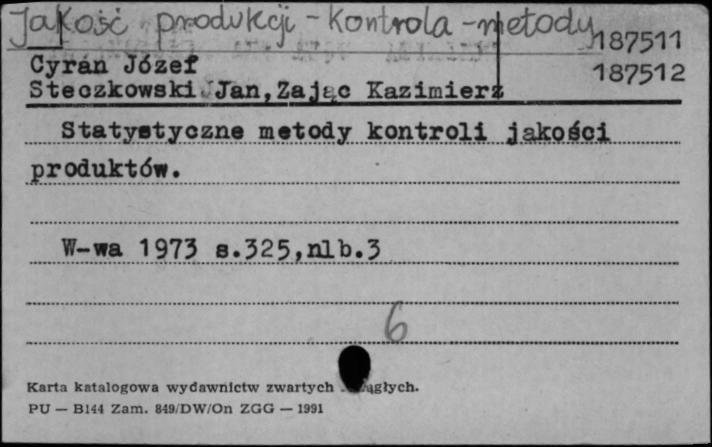 Jakość produkcji - kontrola - metody
187511
Cyran Józef
187512
Steczkowski Jan, Zając Kazimierz
Statystyczne metody kontroli jakości
produktów.
W-wa 1973 s.325,nlb.3
6
Karta katalogowa wydawnictw zwartych ągłych.
PU — B144 Zam. 849/DW/On ZGG — 1991